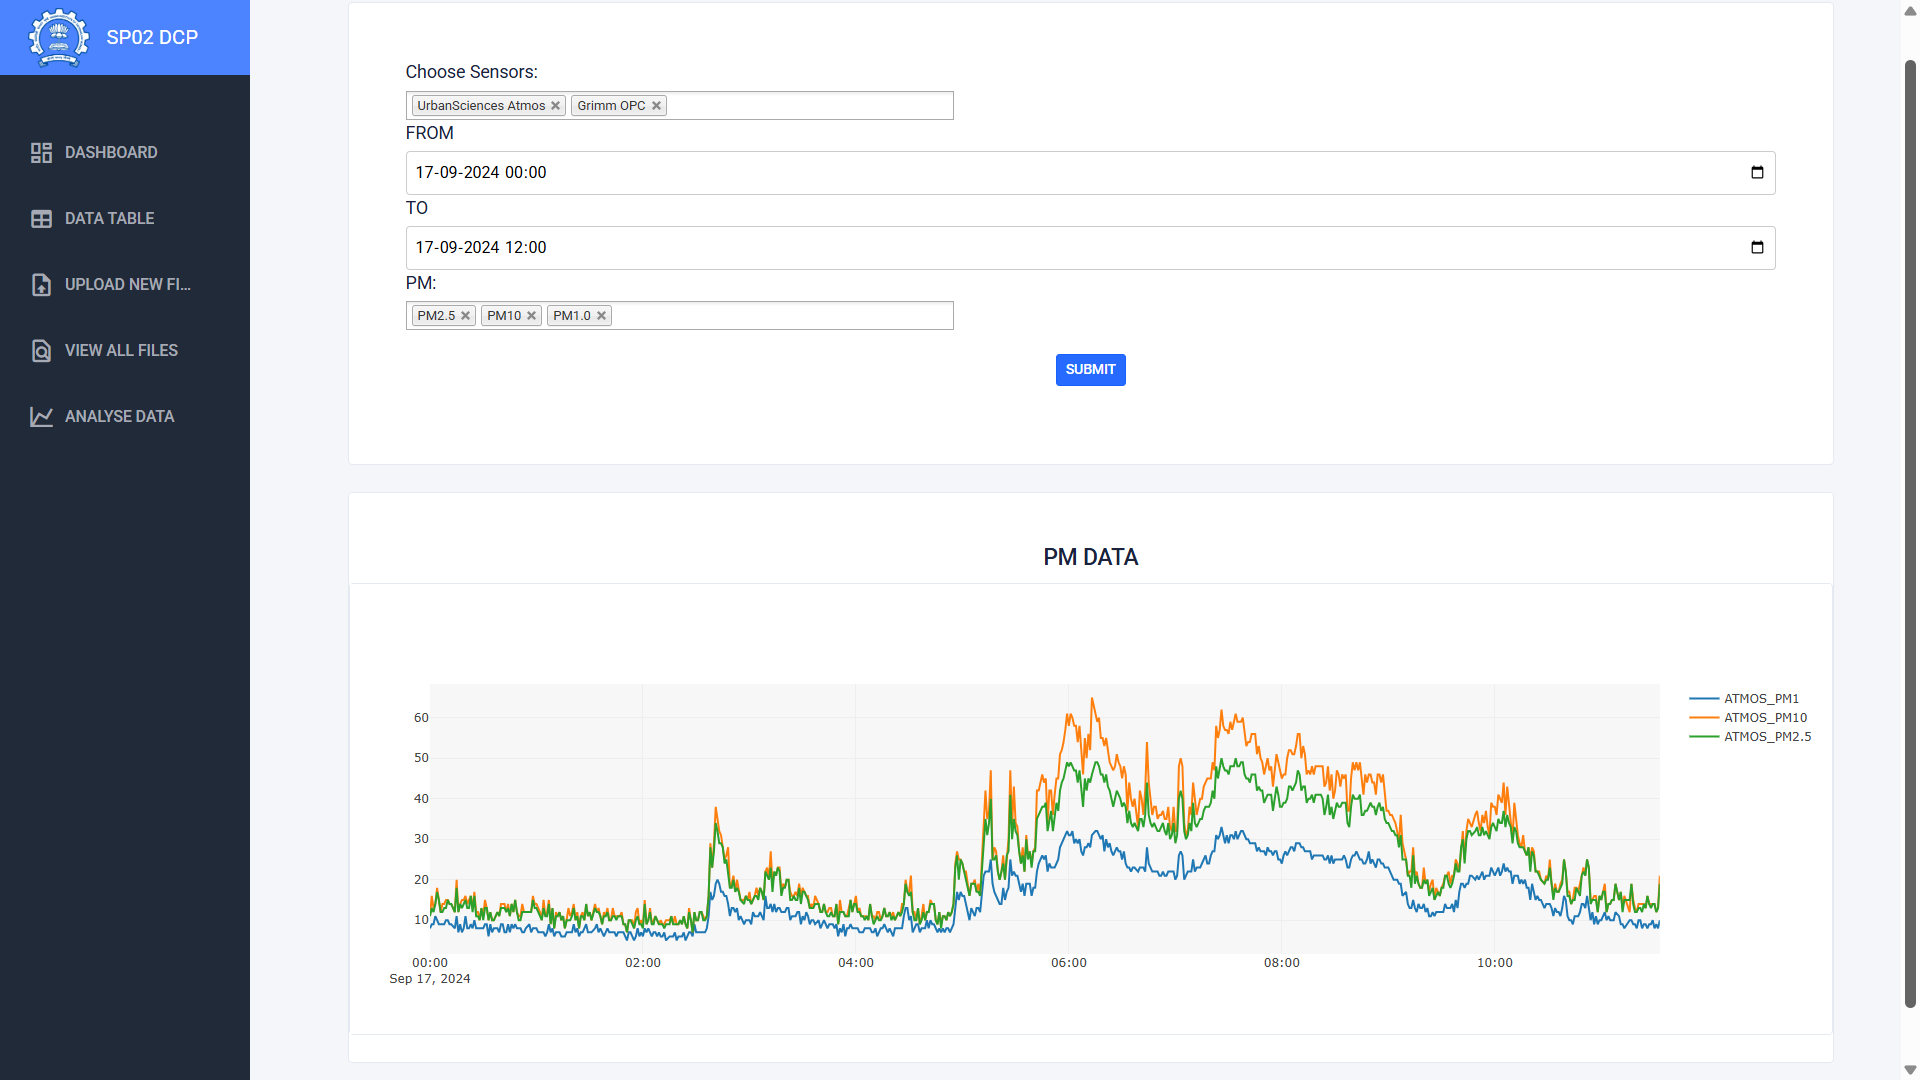 SP02 DCP
DASHBOARD
DATA TABLE
UPLOAD NEW FI...
VIEW ALL FILES
ANALYSE DATA
Choose Sensors:
UrbanSciences Atmos × Grimm OPC ×
FROM
17-09-2024 00:00
TO
17-09-2024 12:00
PM:
PM2.5 × PM10 × PM1.0 ×
SUBMIT
PM DATA
60
50
40
30
20
10
00:00 02:00 04:00 06:00 08:00 10:00
Sep 17, 2024
ATMOS_PM1
ATMOS_PM10
ATMOS_PM2.5